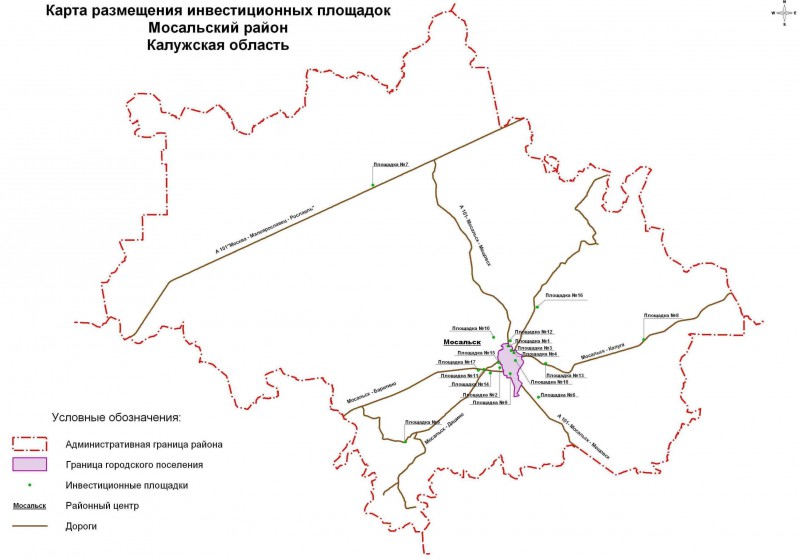 Карта размещения инвестиционных площадок
Мосальский район
Калужская область
N
W
E
S
Площадка №7
А 101"Москва - Малоярославец - Рославль"
А 101- Мосальск - Мещовск
Площадка №16
Площадка №8
Площадка №10
Площадка №12
Площадка №1
Мосальск
Площадка №3
Площадка №15
Площадка №4
Мосальск - Калуга
Площадка №17
Площадка №11
Площадка №13
Площадка №14
Площадка №18
Мосальск - Барятино
Площадка №2
Площадка №6
Площадка №9
Площадка
Мосальск - Дашино
А 101- Мосальск - Мещовск
Условные обозначения:
Административная граница района
Граница городского поселения
Инвестиционные площадки
Мосальск Районный центр
Дороги